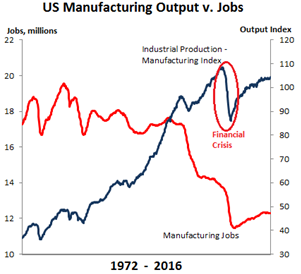 US Manufacturing Output v. Jobs
Jobs, millions
Output Index
22
20
18
16
14
12
10
120
110
100
90
80
70
60
50
40
30
Industrial Production -
Manufacturing Index
Financial
Crisis
Manufacturing Jobs
1972 - 2016